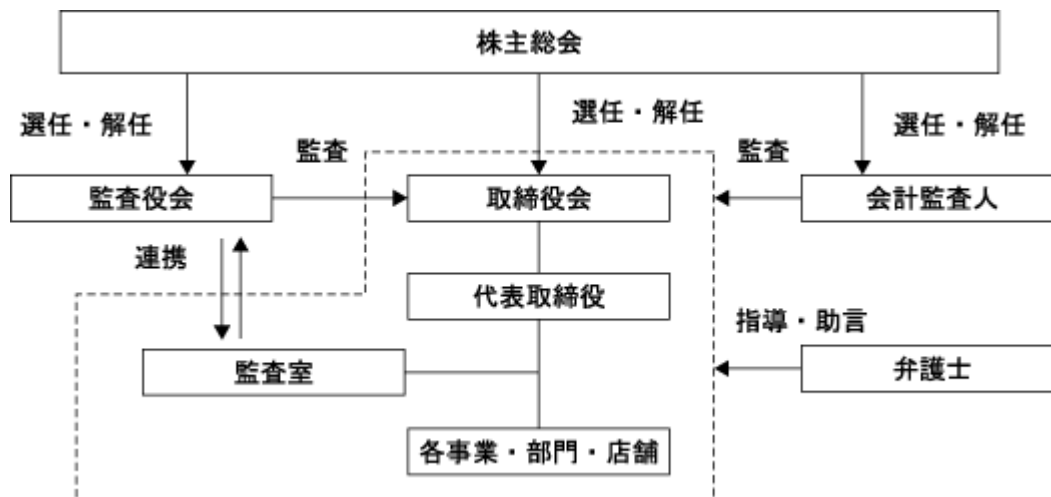 株主総会
選任・解任
選任・解任
選任・解任
監査
監査
監査役会
取締役会
会計監査人
連携
代表取締役
指導・助言
監査室
弁護士
各事業・部門・店舗